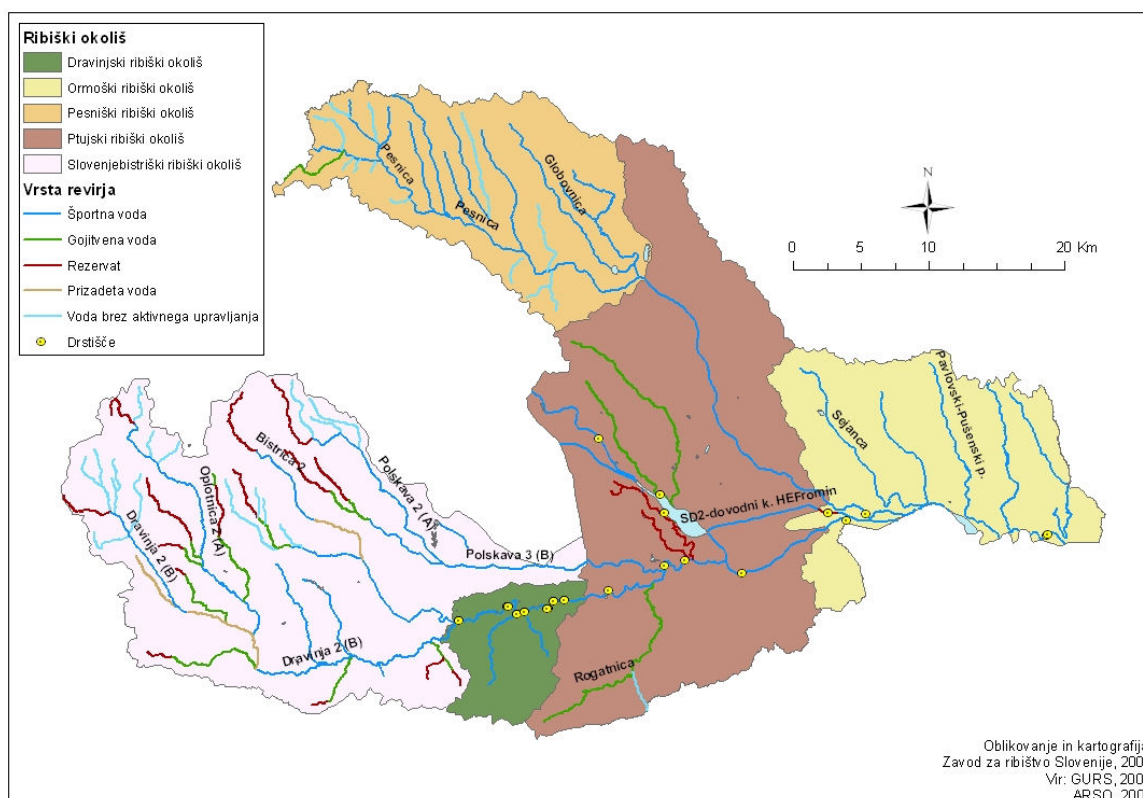 Ribiški okoliš
Dravinjski ribiški okoliš
Ormoški ribiški okoliš
Pesniški ribiški okoliš
Ptujski ribiški okoliš
Slovenjebistriški ribiški okoliš
Vrsta revirja
Športna voda
Gojitvena voda
Rezervat
Prizadeta voda
Voda brez aktivnega upravljanja
Drstišče
N
0 5 10 20 Km
Pesnica
Pesnica
Globovnica
Pavlovski-Pušenski p.
Sejanca
Bistrica 2
Polskava 2 (A)
Oplotnica 2 (A)
SD2-dovodni k. HEFromin
Dravinja 2 (B)
Polskava 3 (B)
Dravinja 2 (B)
Rogatnica
Oblikovanje in kartografija
Zavod za ribištvo Slovenije, 200
Vir: GURS, 200
ARSO, 200